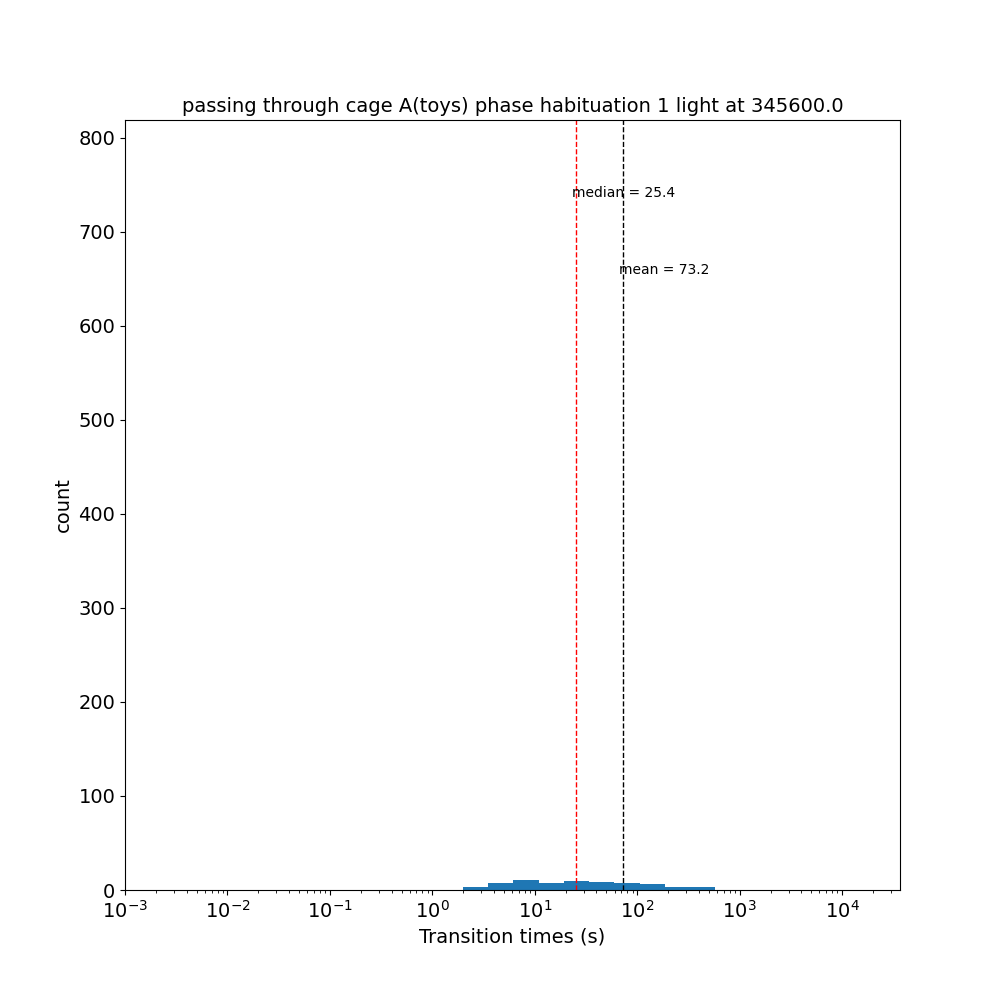 passing through cage A(toys) phase habituation 1 light at 345600.0
800
median = 25.4
700
mean = 73.2
600
500
400
300
200
100
0
count
10⁻³ 10⁻² 10⁻¹ 10⁰ 10¹ 10² 10³ 10⁴
Transition times (s)